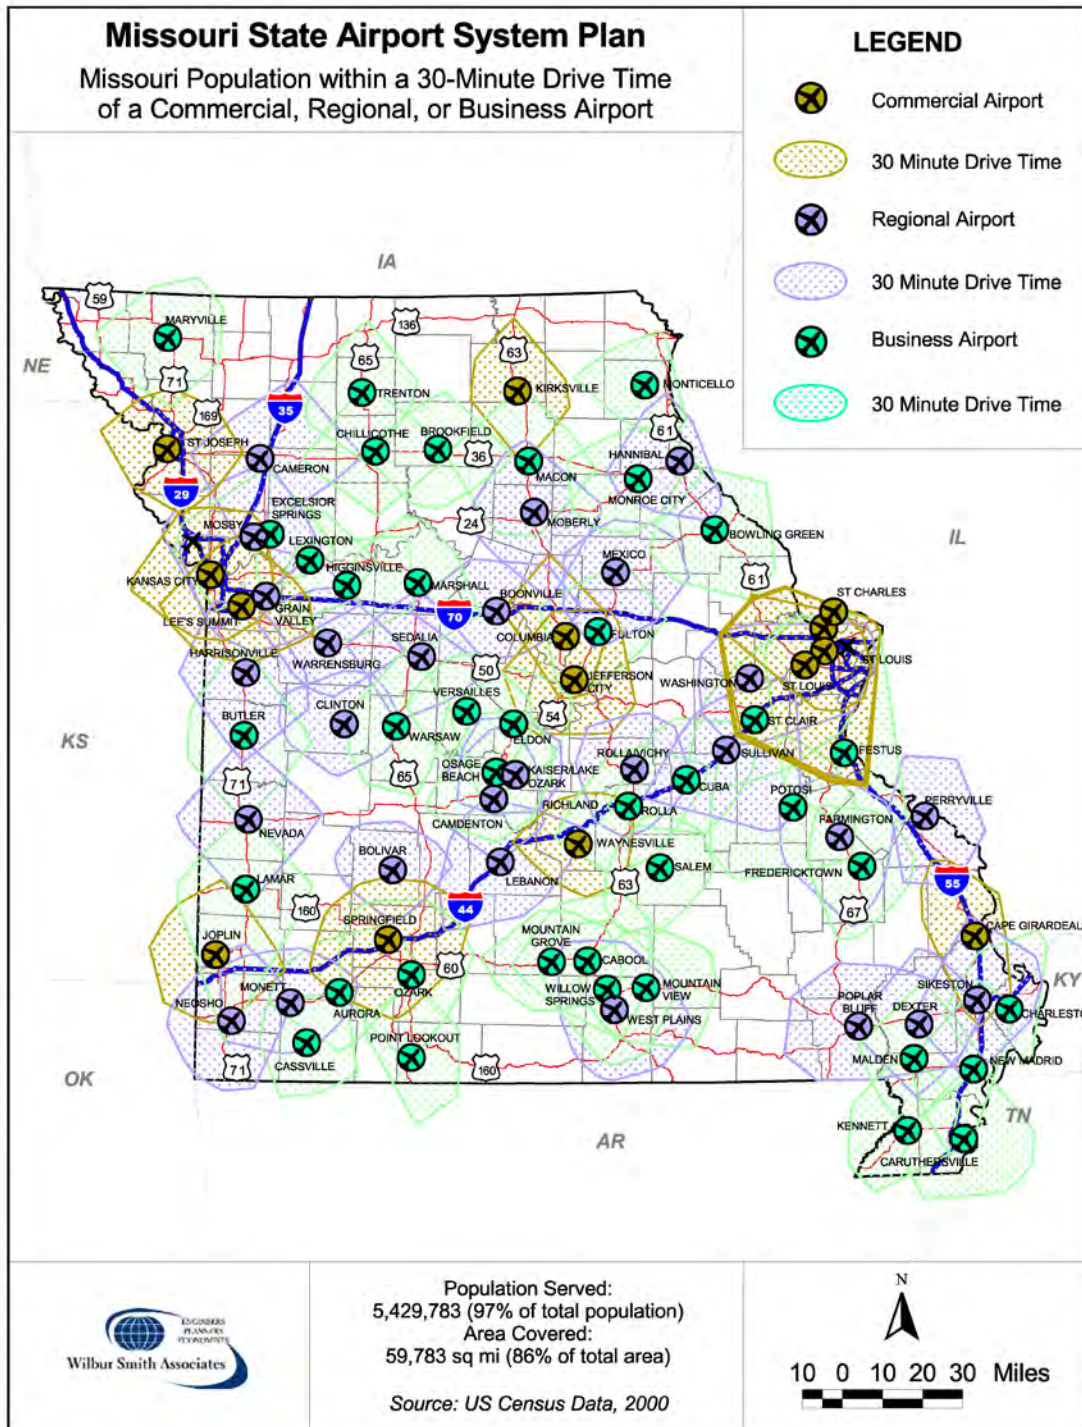 Missouri State Airport System Plan
Missouri Population within a 30-Minute Drive Time
of a Commercial, Regional, or Business Airport
LEGEND
Commercial Airport
30 Minute Drive Time
Regional Airport
30 Minute Drive Time
Business Airport
30 Minute Drive Time
IA
NE
KS
OK
AR
IL
KY
TN
59
MARYVILLE
136
65
63
71
TRENTON
KIRKSVILLE
MONTICELLO
169
35
61
ST JOSEPH
CHILLICOTHE
BROOKFIELD
36
HANNIBAL
CAMERON
MACON
MONROE CITY
29
EXCELSIOR
SPRINGS
MOSBY
24
MOBERLY
BOWLING GREEN
LEXINGTON
HIGGINSVILLE
MEXICO
KANSAS CITY
MARSHALL
61
BOONVILLE
ST CHARLES
LEE'S SUMMIT
GRAIN
VALLEY
70
COLUMBIA
FULTON
HARRISONVILLE
WARRENSBURG
SEDALIA
50
ST LOUIS
ST LOUIS
JEFFERSON
CITY
WASHINGTON
VERSAILLES
CLINTON
54
ST CLAIR
BUTLER
WARSAW
ELDON
ROLLA/VICHY
SULLIVAN
FESTUS
71
65
OSAGE
BEACH
KAISER/LAKE
OZARK
CUBA
POTOSI
RICHLAND
ROLLA
PERRYVILLE
NEVADA
CAMDENTON
FARMINGTON
BOLIVAR
WAYNESVILLE
LEBANON
SALEM
FREDERICKTOWN
LAMAR
63
55
160
44
67
SPRINGFIELD
JOPLIN
MOUNTAIN
GROVE
CAPE GIRARDEAU
60
CABOOL
MONETT
OZARK
WILLOW
SPRINGS
MOUNTAIN
VIEW
SIKESTON
NEOSHO
AURORA
WEST PLAINS
POPLAR
BLUFF
DEXTER
CHARLESTO
POINT LOOKOUT
CASSVILLE
71
160
MALDEN
NEW MADRID
KENNETT
CARUTHERSVILLE
ENGINEERS
PLANNERS
ECONOMISTS
Wilbur Smith Associates
Population Served:
5,429,783 (97% of total population)
Area Covered:
59,783 sq mi (86% of total area)
Source: US Census Data, 2000
N
10 0 10 20 30 Miles